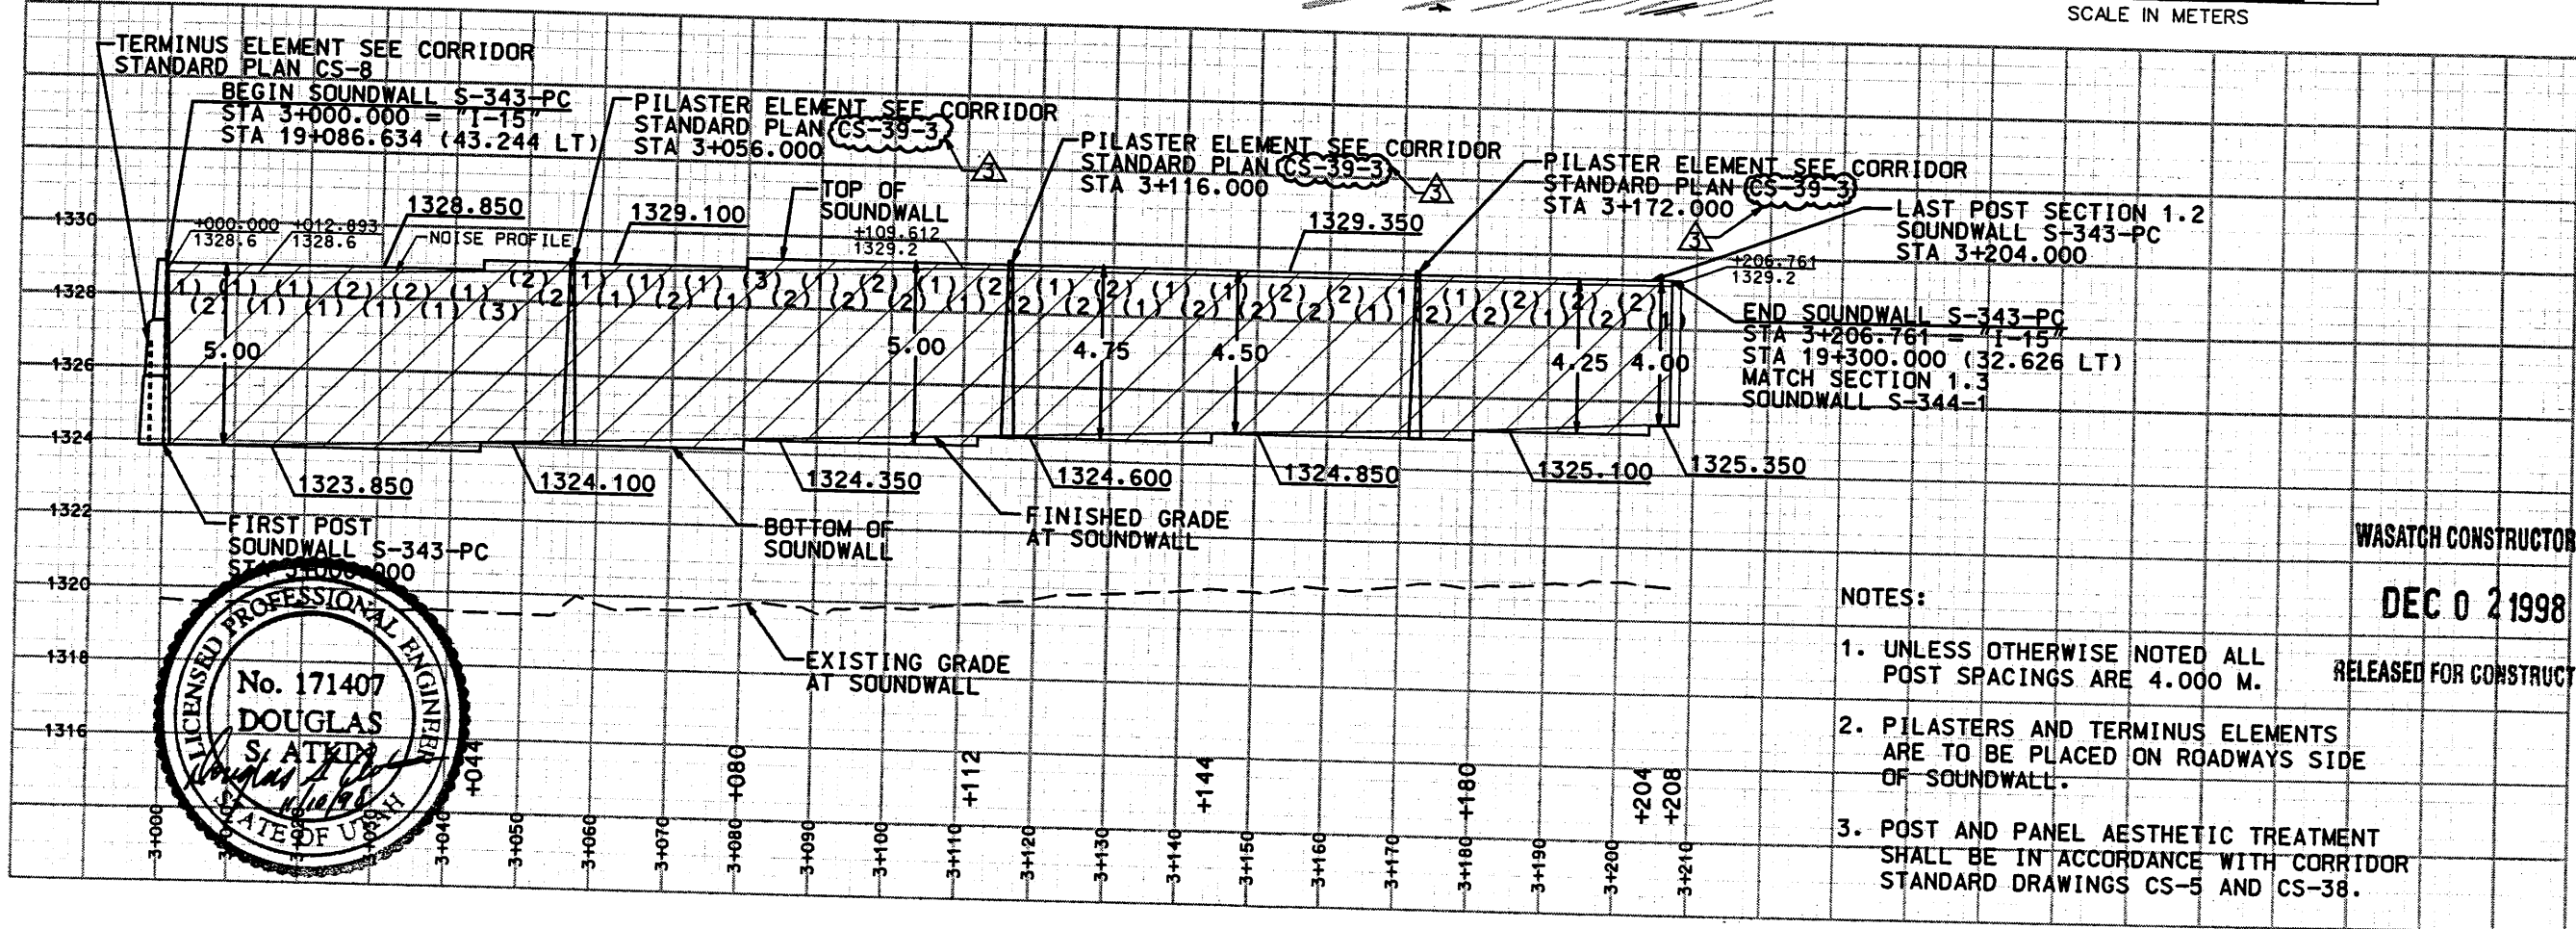 SCALE IN METERS
TERMINUS ELEMENT SEE CORRIDOR
STANDARD PLAN CS-8
BEGIN SOUNDWALL S-343-PC
STA 3+000.000 = "I-15"
STA 19+086.634 (43.244 LT)
PILASTER ELEMENT SEE CORRIDOR
STANDARD PLAN CS-39-3
STA 3+056.000
3
PILASTER ELEMENT SEE CORRIDOR
STANDARD PLAN CS-39-3
STA 3+116.000
3
PILASTER ELEMENT SEE CORRIDOR
STANDARD PLAN CS-39-3
STA 3+172.000
3
LAST POST SECTION 1.2
SOUNDWALL S-343-PC
STA 3+204.000
TOP OF
SOUNDWALL
+109.612
1329.2
1328.850
1329.100
1329.350
+000.000 +012.893
1328.6 1328.6
NOISE PROFILE
+206.761
1329.2
END SOUNDWALL S-343-PC
STA 3+206.761 = "I-15"
STA 19+300.000 (32.626 LT)
MATCH SECTION 1.3
SOUNDWALL S-344-1
1330
1328
1326
1324
1322
1320
1318
1316
5.00
5.00
4.75
4.50
4.25
4.00
1323.850
1324.100
1324.350
1324.600
1324.850
1325.100
1325.350
FIRST POST
SOUNDWALL S-343-PC
STA 3+000.000
BOTTOM OF
SOUNDWALL
FINISHED GRADE
AT SOUNDWALL
EXISTING GRADE
AT SOUNDWALL
LICENSED PROFESSIONAL ENGINEER
No. 171407
DOUGLAS
S. ATKIN
11/10/98
STATE OF UTAH
+044
+080
+112
+144
+180
+204
+208
3+000
3+040
3+050
3+060
3+070
3+080
3+090
3+100
3+110
3+120
3+130
3+140
3+150
3+160
3+170
3+180
3+190
3+200
3+210
NOTES:
1. UNLESS OTHERWISE NOTED ALL
POST SPACINGS ARE 4.000 M.
2. PILASTERS AND TERMINUS ELEMENTS
ARE TO BE PLACED ON ROADWAYS SIDE
OF SOUNDWALL.
3. POST AND PANEL AESTHETIC TREATMENT
SHALL BE IN ACCORDANCE WITH CORRIDOR
STANDARD DRAWINGS CS-5 AND CS-38.
WASATCH CONSTRUCTOR
DEC 0 2 1998
RELEASED FOR CONSTRUCT